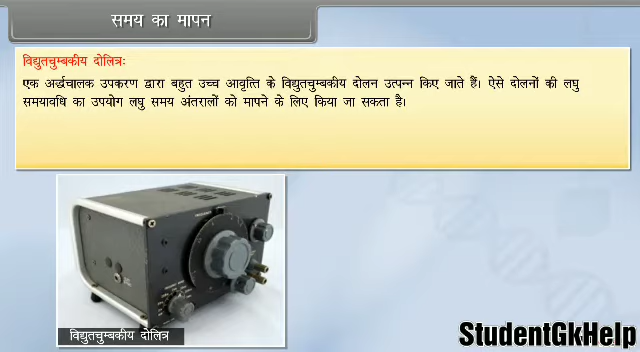 समय का मापन
विद्युतचुम्बकीय दोलित्रः
एक अर्द्धचालक उपकरण द्वारा बहुत उच्च आवृत्ति के विद्युतचुम्बकीय दोलन उत्पन्न किए जाते हैं। ऐसे दोलनों की लघु
समयावधि का उपयोग लघु समय अंतरालों को मापने के लिए किया जा सकता है।
विद्युतचुम्बकीय दोलित्र
StudentGkHelp